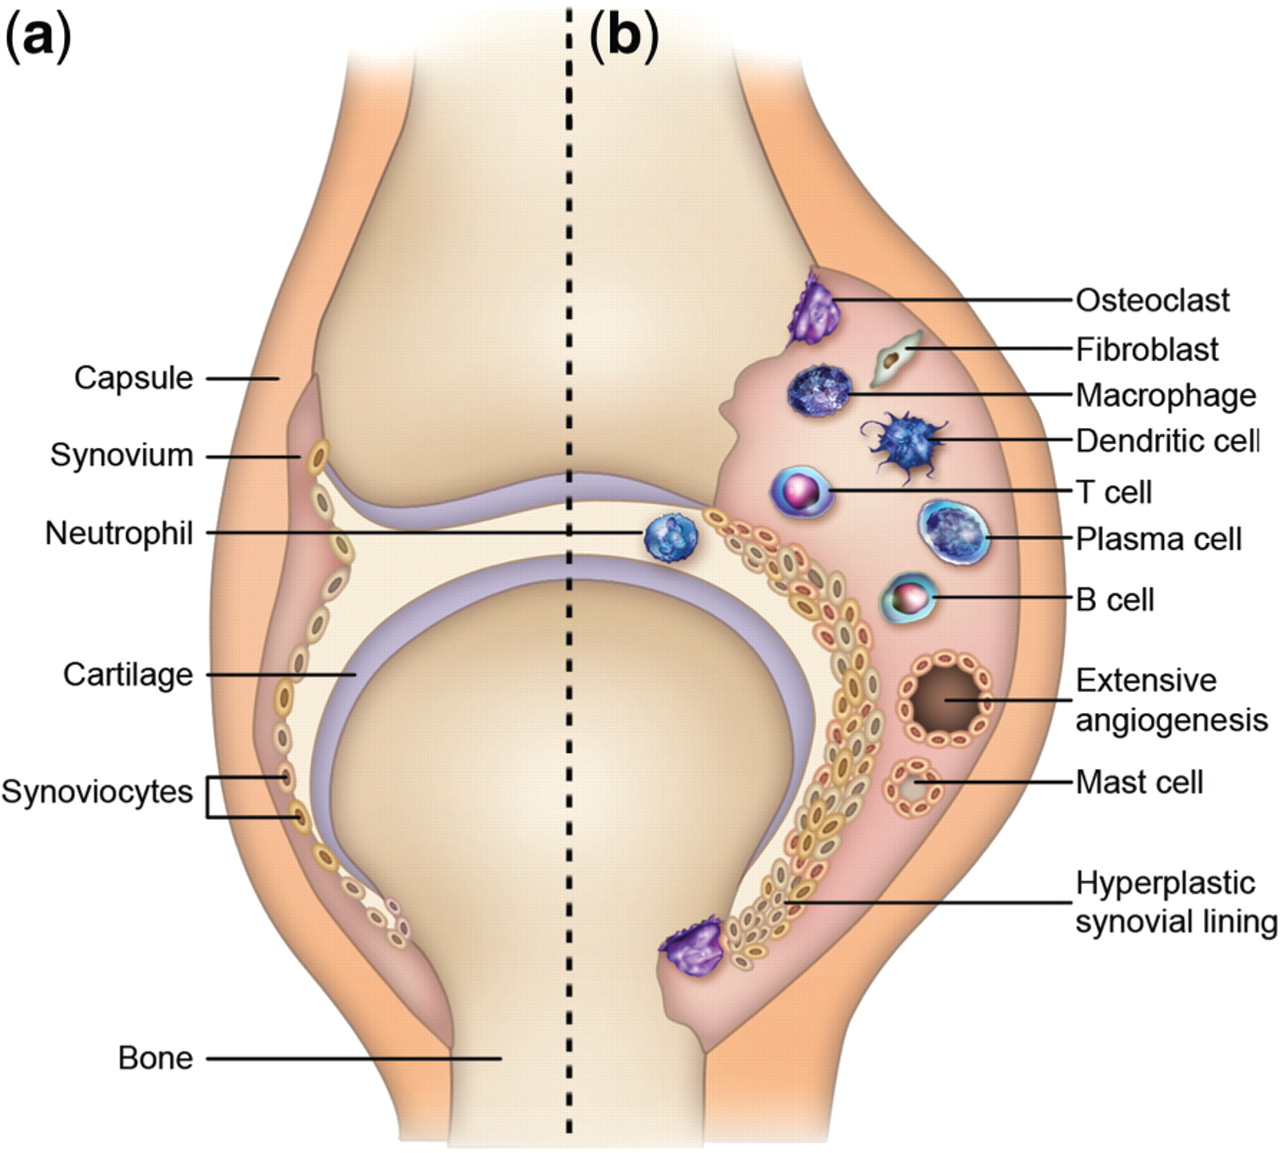 (a)
(b)
Capsule
Synovium
Neutrophil
Cartilage
Synoviocytes
Bone
Osteoclast
Fibroblast
Macrophage
Dendritic cell
T cell
Plasma cell
B cell
Extensive
angiogenesis
Mast cell
Hyperplastic
synovial lining